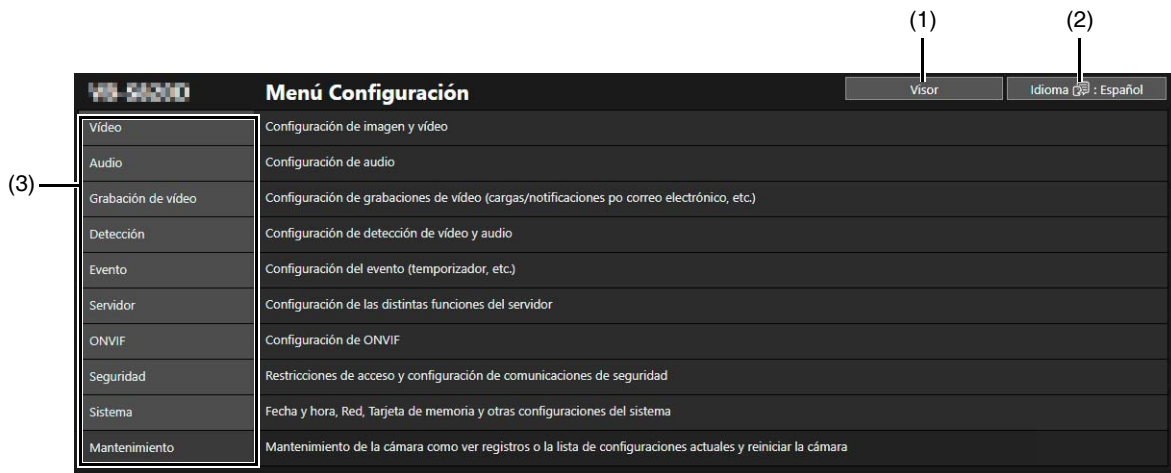 (1) (2)
Menú Configuración Visor Idioma : Español
Vídeo Configuración de imagen y vídeo
Audio Configuración de audio
(3)
Grabación de vídeo Configuración de grabaciones de vídeo (cargas/notificaciones po correo electrónico, etc.)
Detección Configuración de detección de vídeo y audio
Evento Configuración del evento (temporizador, etc.)
Servidor Configuración de las distintas funciones del servidor
ONVIF Configuración de ONVIF
Seguridad Restricciones de acceso y configuración de comunicaciones de seguridad
Sistema Fecha y hora, Red, Tarjeta de memoria y otras configuraciones del sistema
Mantenimiento Mantenimiento de la cámara como ver registros o la lista de configuraciones actuales y reiniciar la cámara